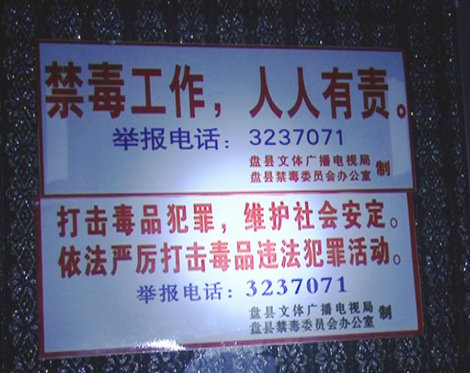 禁毒工作，人人有责。
举报电话：3237071
盘县文体广播电视局
盘县禁毒委员会办公室 制
打击毒品犯罪，维护社会安定。
依法严厉打击毒品违法犯罪活动。
举报电话：3237071
盘县文体广播电视局
盘县禁毒委员会办公室 制